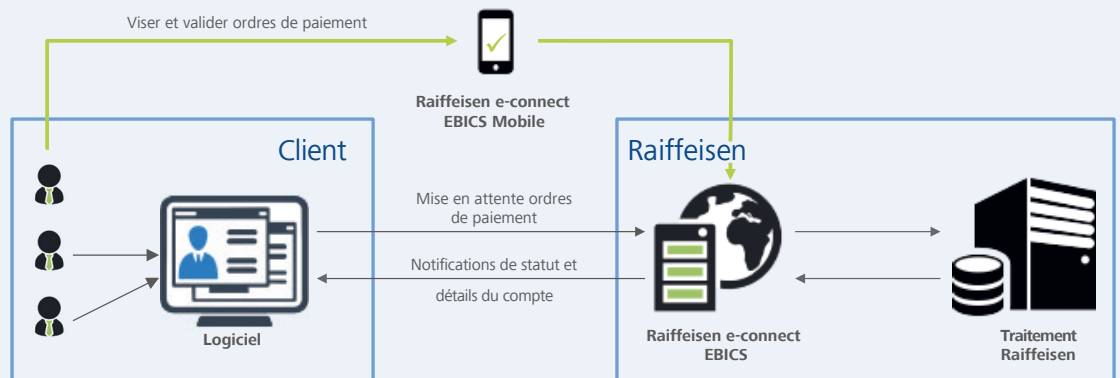 Viser et valider ordres de paiement
Raiffeisen e-connect
EBICS Mobile
Client
Raiffeisen
Mise en attente ordres
de paiement
Notifications de statut et
détails du compte
Logiciel
Raiffeisen e-connect
EBICS
Traitement
Raiffeisen